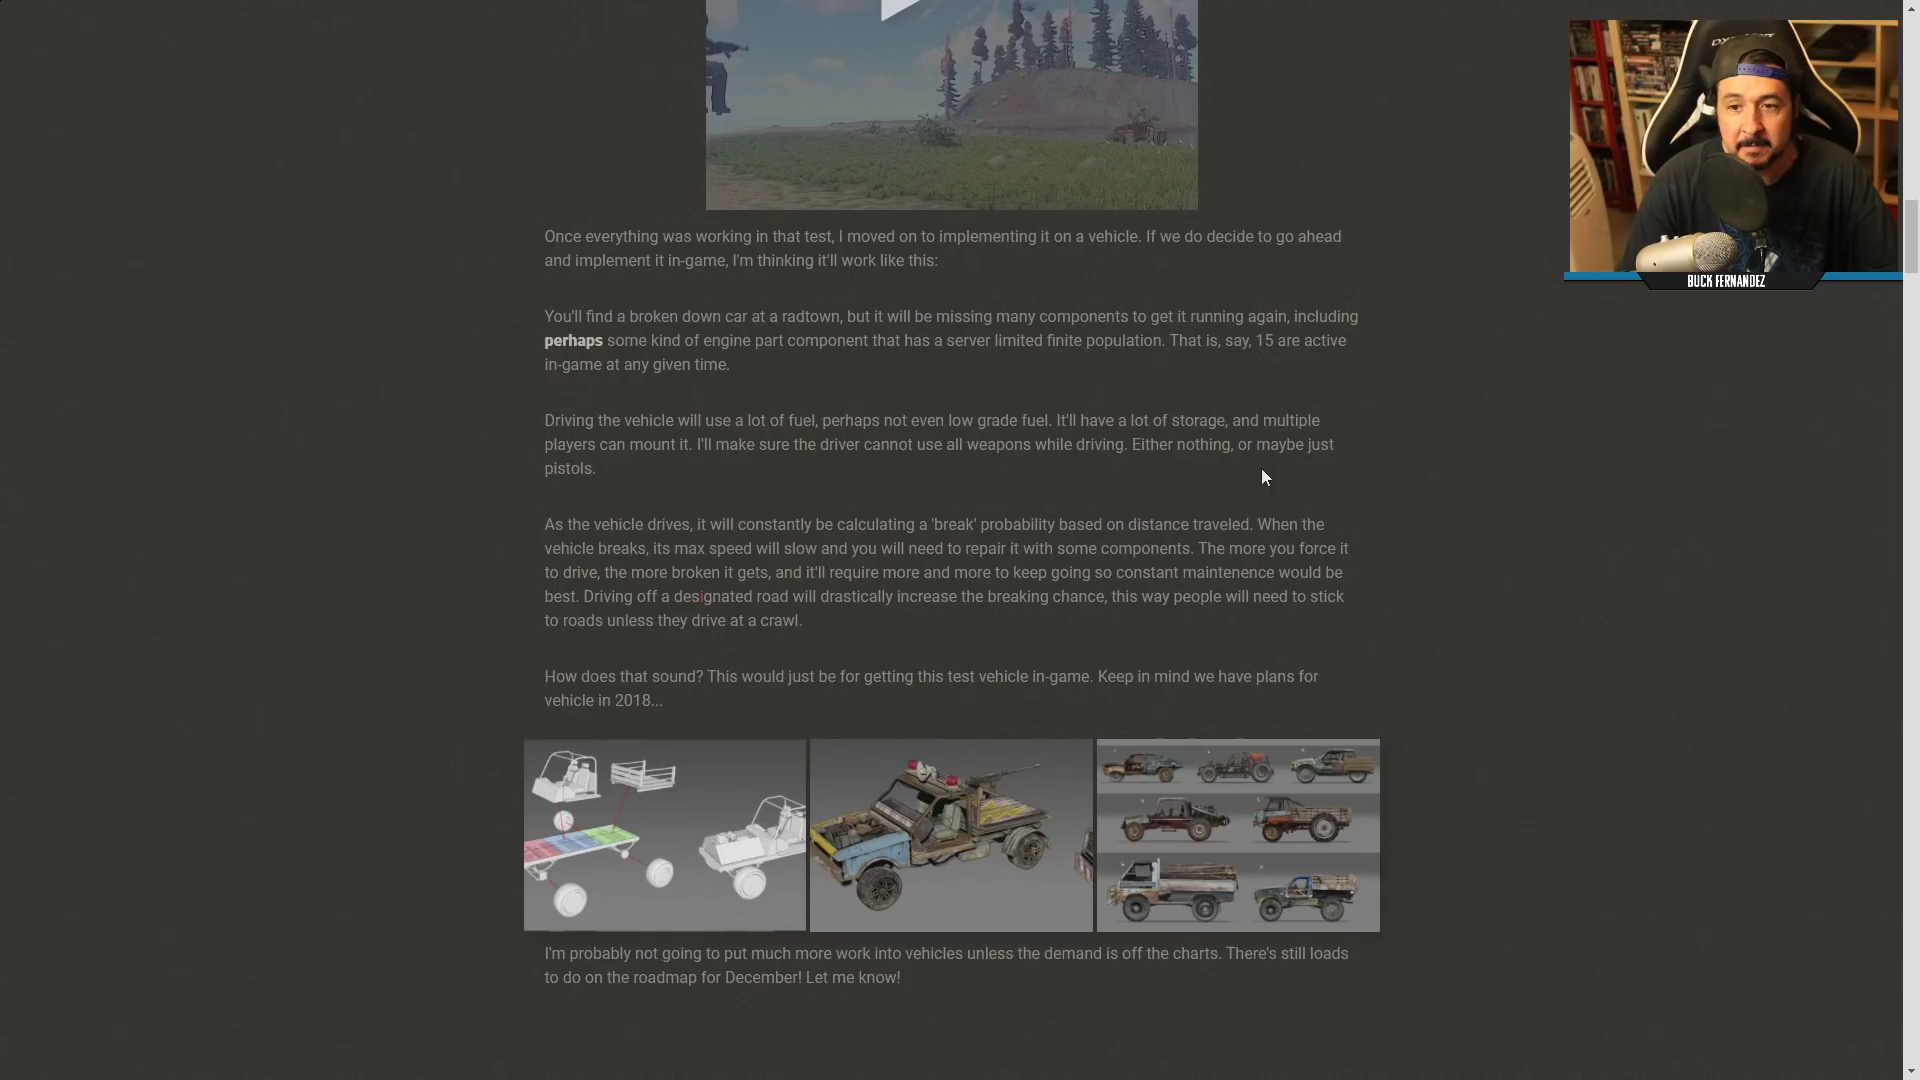 Once everything was working in that test, I moved on to implementing it on a vehicle. If we do decide to go ahead
and implement it in-game, I'm thinking it'll work like this:
You'll find a broken down car at a radtown, but it will be missing many components to get it running again, including
perhaps some kind of engine part component that has a server limited finite population. That is, say, 15 are active
in-game at any given time.
Driving the vehicle will use a lot of fuel, perhaps not even low grade fuel. It'll have a lot of storage, and multiple
players can mount it. I'll make sure the driver cannot use all weapons while driving. Either nothing, or maybe just
pistols.
As the vehicle drives, it will constantly be calculating a 'break' probability based on distance traveled. When the
vehicle breaks, its max speed will slow and you will need to repair it with some components. The more you force it
to drive, the more broken it gets, and it'll require more and more to keep going so constant maintenence would be
best. Driving off a designated road will drastically increase the breaking chance, this way people will need to stick
to roads unless they drive at a crawl.
How does that sound? This would just be for getting this test vehicle in-game. Keep in mind we have plans for
vehicle in 2018...
I'm probably not going to put much more work into vehicles unless the demand is off the charts. There's still loads
to do on the roadmap for December! Let me know!
BUCK FERNANDEZ